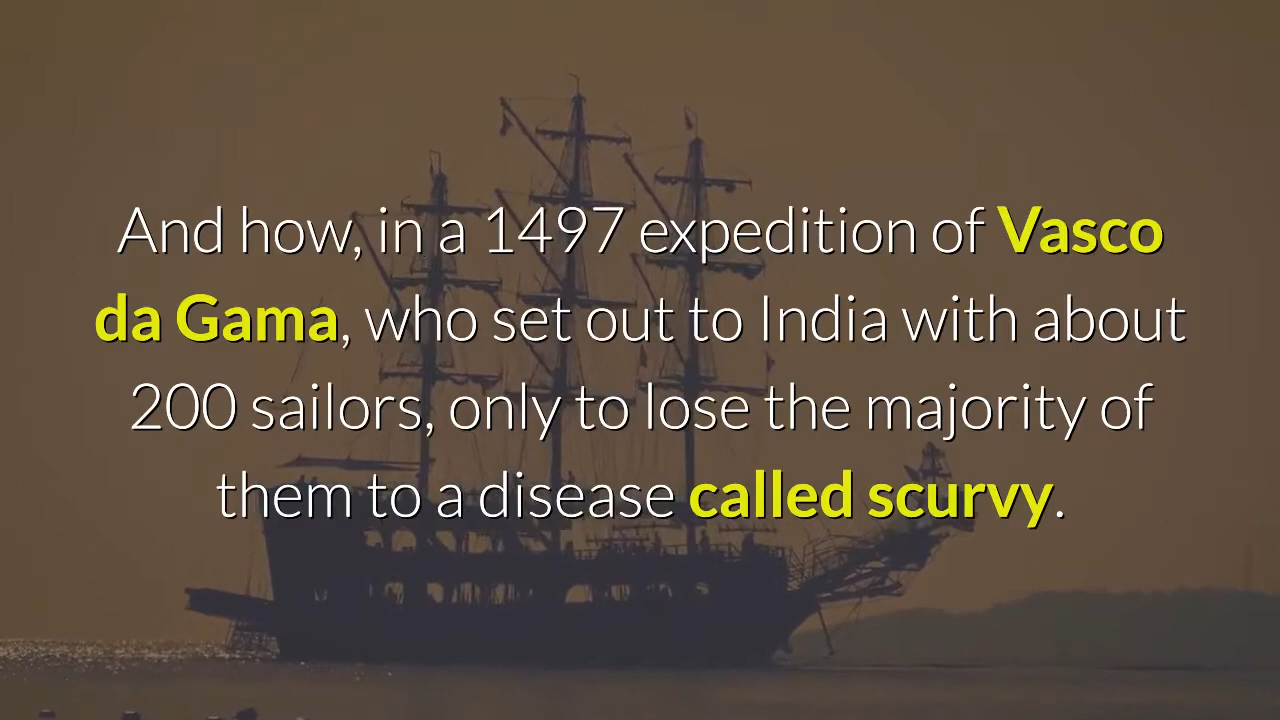 And how, in a 1497 expedition of Vasco
da Gama, who set out to India with about
200 sailors, only to lose the majority of
them to a disease called scurvy.